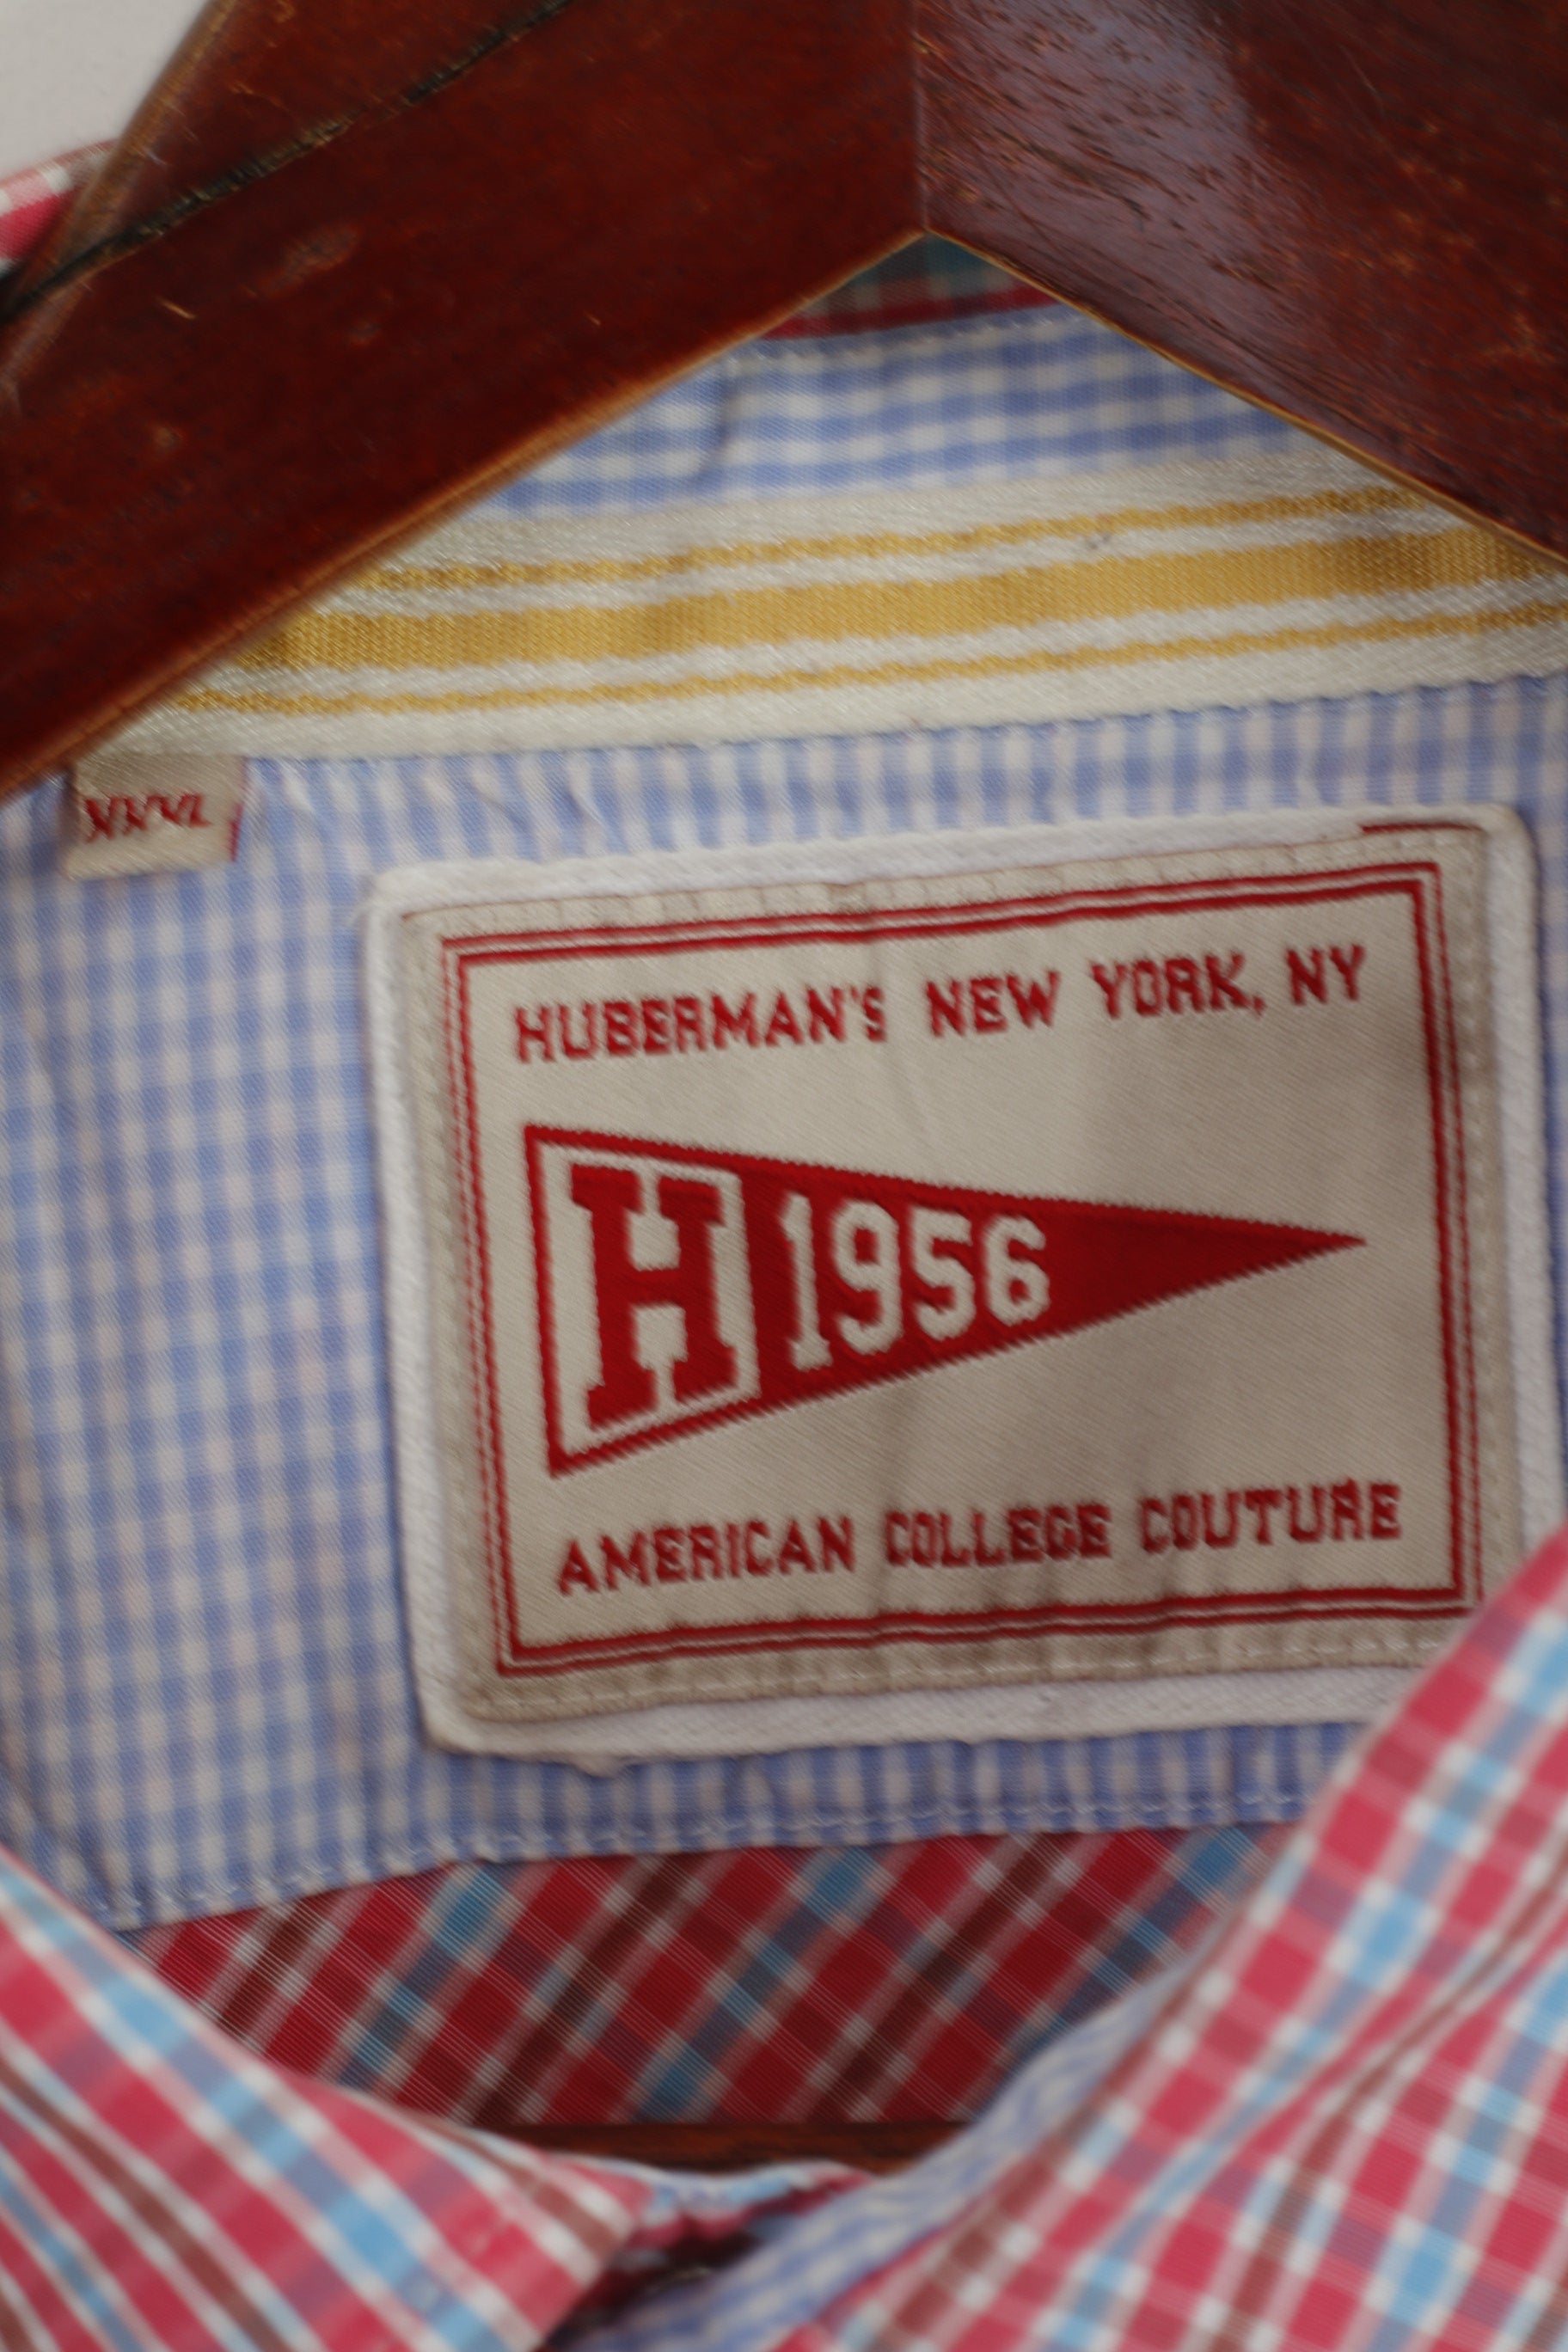 XXXL
HUBERMAN'S NEW YORK, NY
H 1956
AMERICAN COLLEGE COUTURE